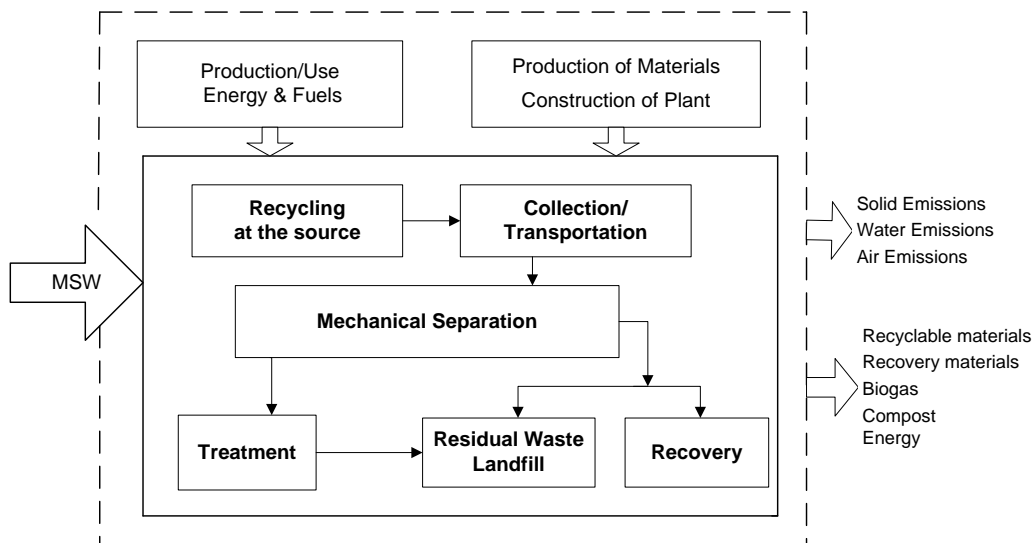 Production/Use
Energy & Fuels
Production of Materials
Construction of Plant
Recycling
at the source
Collection/
Transportation
Solid Emissions
Water Emissions
Air Emissions
MSW
Mechanical Separation
Recyclable materials
Recovery materials
Biogas
Compost
Energy
Treatment
Residual Waste
Landfill
Recovery